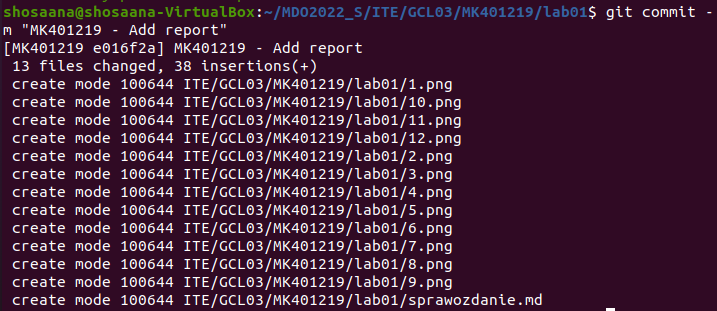 shosaana@shosaana-VirtualBox:~/MDO2022_S/ITE/GCL03/MK401219/lab01$ git commit -
m "MK401219 - Add report"
[MK401219 e016f2a] MK401219 - Add report
 13 files changed, 38 insertions(+)
 create mode 100644 ITE/GCL03/MK401219/lab01/1.png
 create mode 100644 ITE/GCL03/MK401219/lab01/10.png
 create mode 100644 ITE/GCL03/MK401219/lab01/11.png
 create mode 100644 ITE/GCL03/MK401219/lab01/12.png
 create mode 100644 ITE/GCL03/MK401219/lab01/2.png
 create mode 100644 ITE/GCL03/MK401219/lab01/3.png
 create mode 100644 ITE/GCL03/MK401219/lab01/4.png
 create mode 100644 ITE/GCL03/MK401219/lab01/5.png
 create mode 100644 ITE/GCL03/MK401219/lab01/6.png
 create mode 100644 ITE/GCL03/MK401219/lab01/7.png
 create mode 100644 ITE/GCL03/MK401219/lab01/8.png
 create mode 100644 ITE/GCL03/MK401219/lab01/9.png
 create mode 100644 ITE/GCL03/MK401219/lab01/sprawozdanie.md